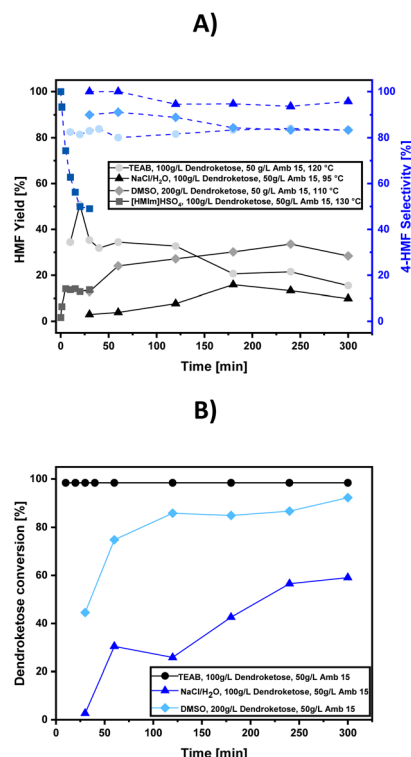 A)
100
80
60
40
20
0
HMF Yield [%]
TEAB, 100g/L Dendroketose, 50 g/L Amb 15, 120 °C
NaCl/H2O, 100g/L Dendroketose, 50 g/L Amb 15, 95 °C
DMSO, 200g/L Dendroketose, 50 g/L Amb 15, 110 °C
[HMIm]HSO4, 100g/L Dendroketose, 50g/L Amb 15, 130 °C
100
80
60
40
20
0
4-HMF Selectivity [%]
0 50 100 150 200 250 300
Time [min]
B)
100
80
60
40
20
0
Dendroketose conversion [%]
TEAB, 100g/L Dendroketose, 50g/L Amb 15
NaCl/H2O, 100g/L Dendroketose, 50g/L Amb 15
DMSO, 200g/L Dendroketose, 50g/L Amb 15
0 50 100 150 200 250 300
Time [min]